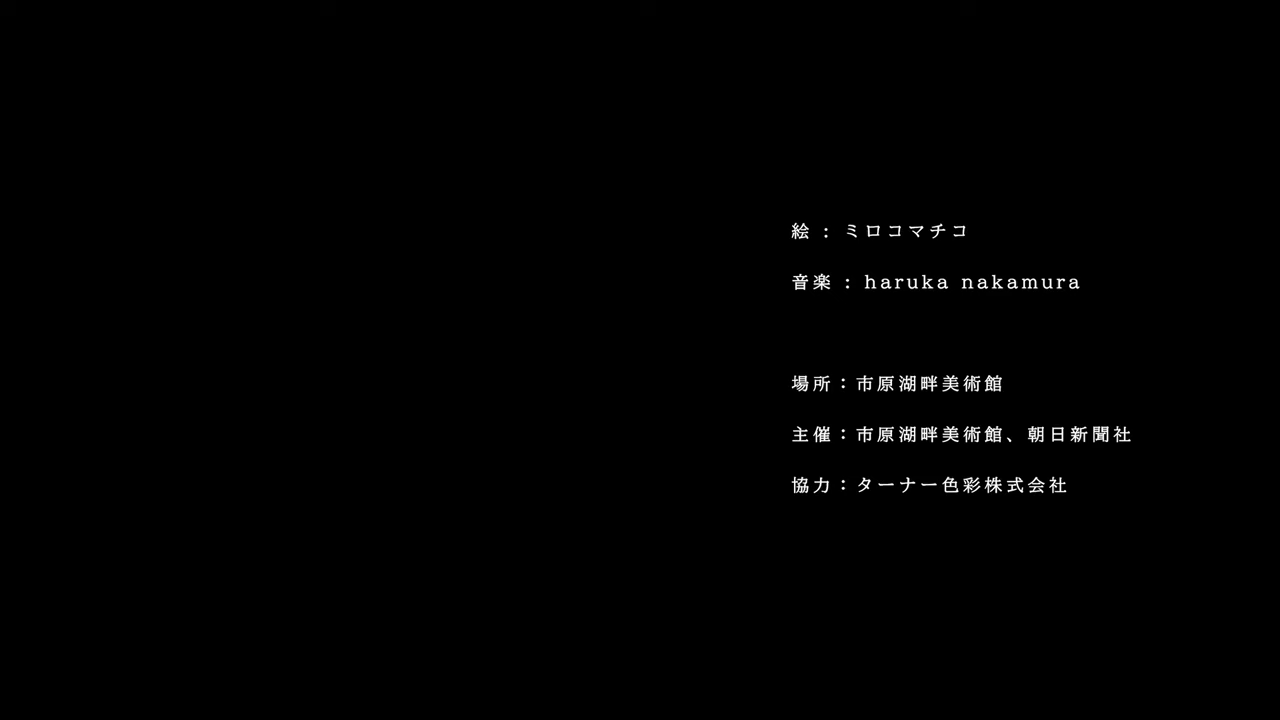 絵 : ミロコマチコ
音楽 : haruka nakamura
場所：市原湖畔美術館
主催：市原湖畔美術館、朝日新聞社
協力：ターナー色彩株式会社